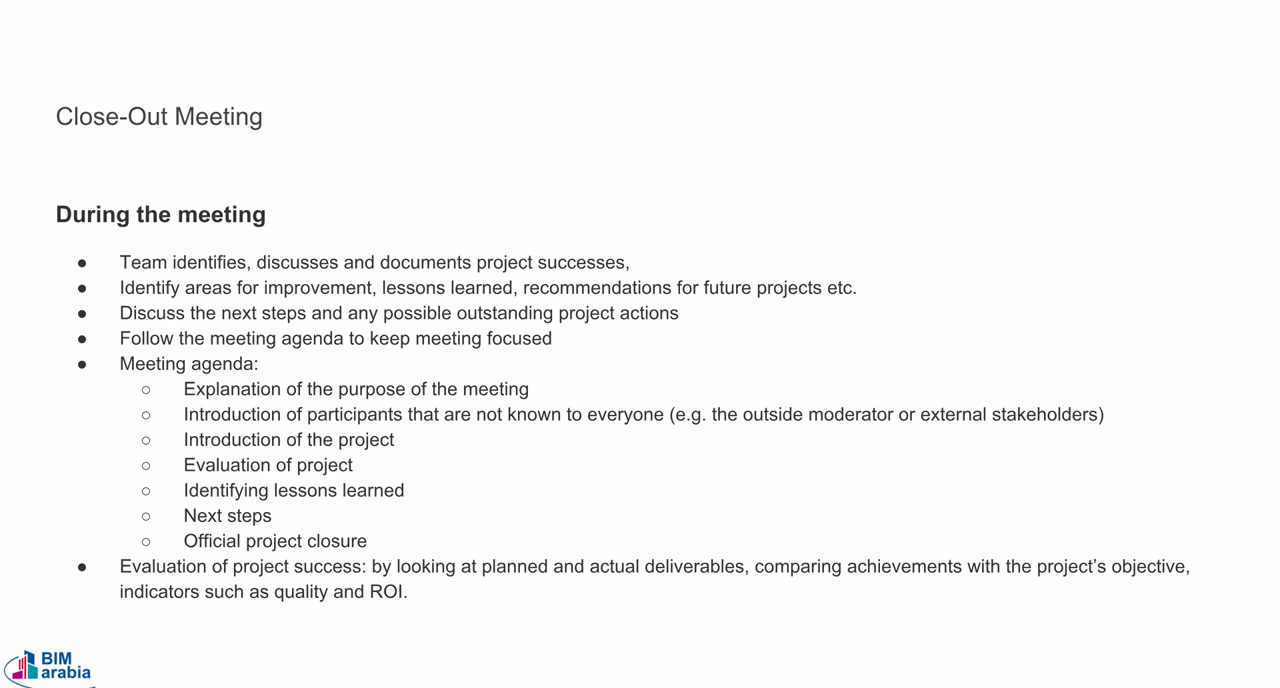 Close-Out Meeting
During the meeting
● Team identifies, discusses and documents project successes,
● Identify areas for improvement, lessons learned, recommendations for future projects etc.
● Discuss the next steps and any possible outstanding project actions
● Follow the meeting agenda to keep meeting focused
● Meeting agenda:
○ Explanation of the purpose of the meeting
○ Introduction of participants that are not known to everyone (e.g. the outside moderator or external stakeholders)
○ Introduction of the project
○ Evaluation of project
○ Identifying lessons learned
○ Next steps
○ Official project closure
● Evaluation of project success: by looking at planned and actual deliverables, comparing achievements with the project’s objective,
indicators such as quality and ROI.
BIM
arabia